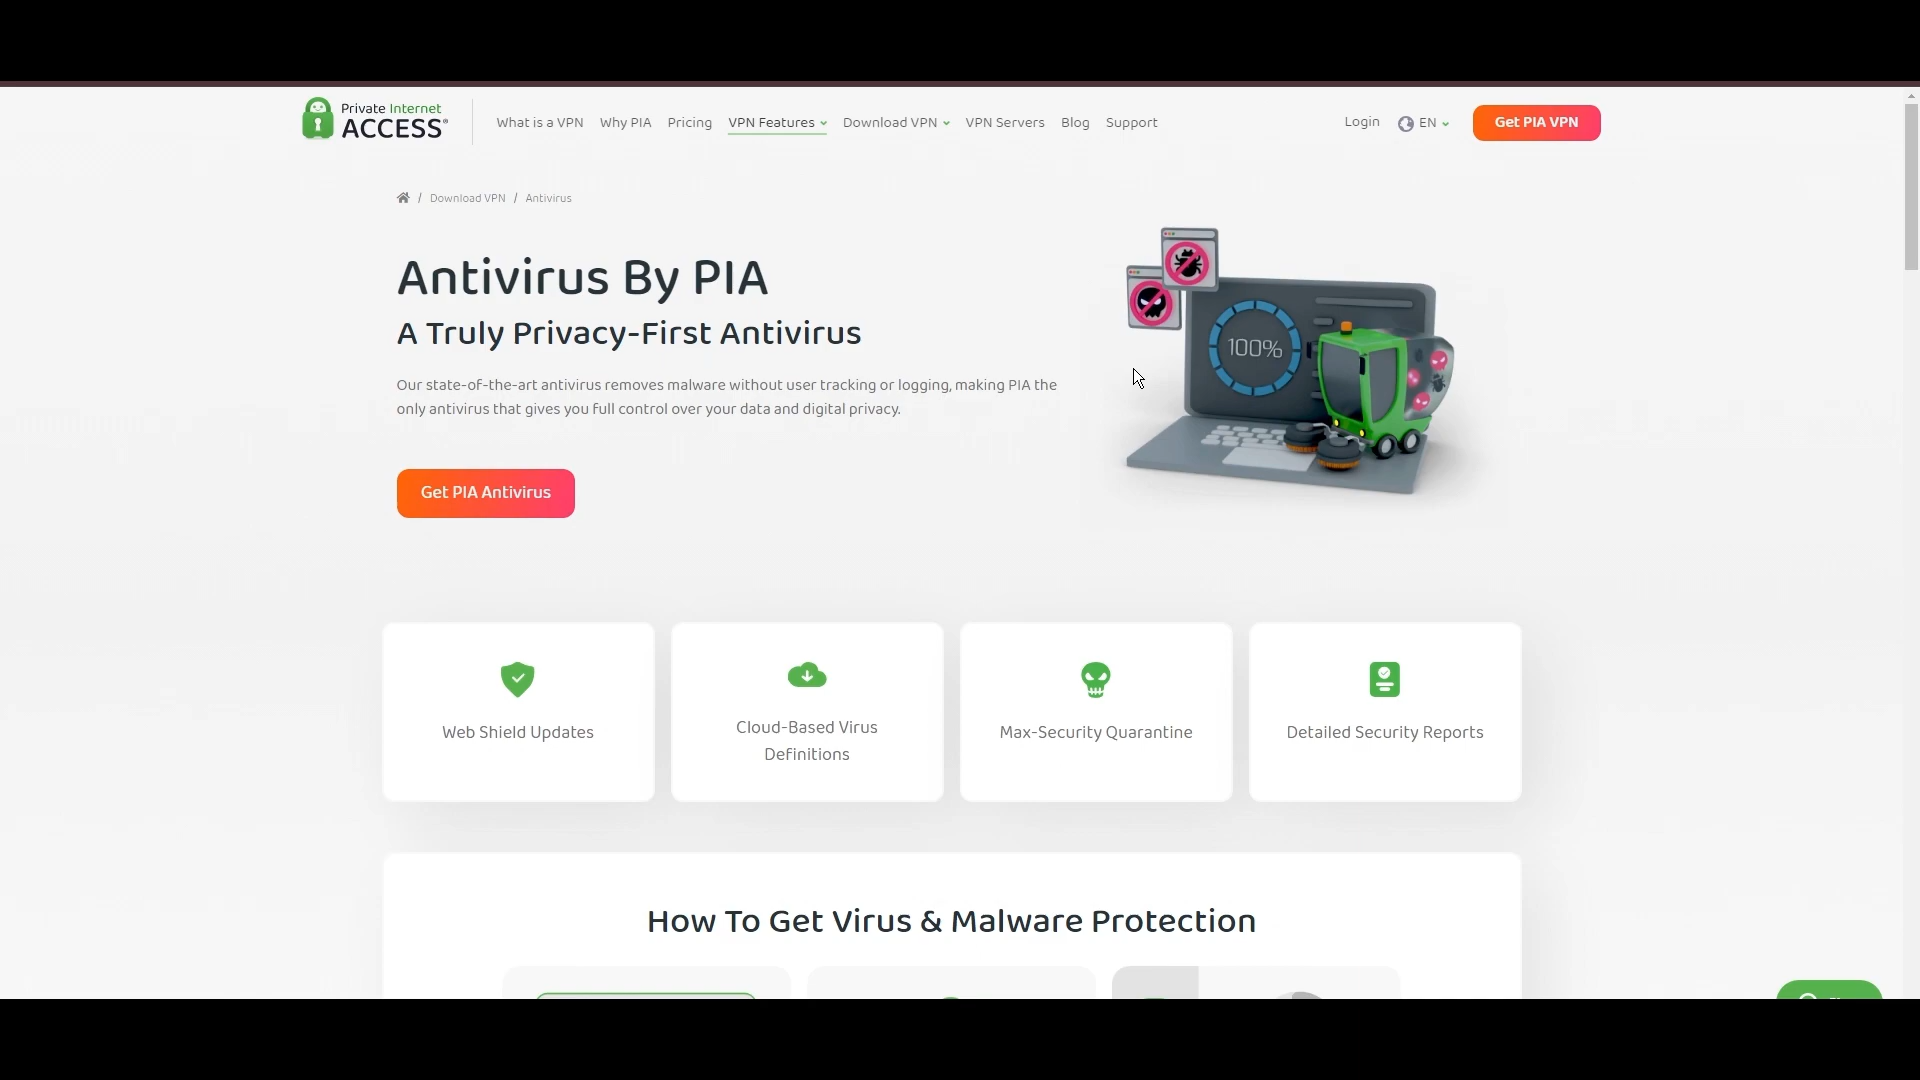 Private Internet
ACCESS®
What is a VPN
Why PIA
Pricing
VPN Features
Download VPN
VPN Servers
Blog
Support
Login
EN
Get PIA VPN
/ Download VPN / Antivirus
Antivirus By PIA
A Truly Privacy-First Antivirus
Our state-of-the-art antivirus removes malware without user tracking or logging, making PIA the
only antivirus that gives you full control over your data and digital privacy.
Get PIA Antivirus
100%
Web Shield Updates
Cloud-Based Virus
Definitions
Max-Security Quarantine
Detailed Security Reports
How To Get Virus & Malware Protection